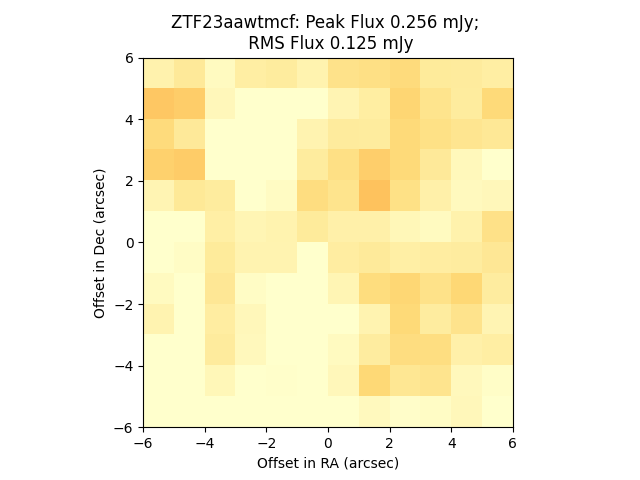 ZTF23aawtmcf: Peak Flux 0.256 mJy;
RMS Flux 0.125 mJy
6
4
2
0
−2
−4
−6
Offset in Dec (arcsec)
−6 −4 −2 0 2 4 6
Offset in RA (arcsec)